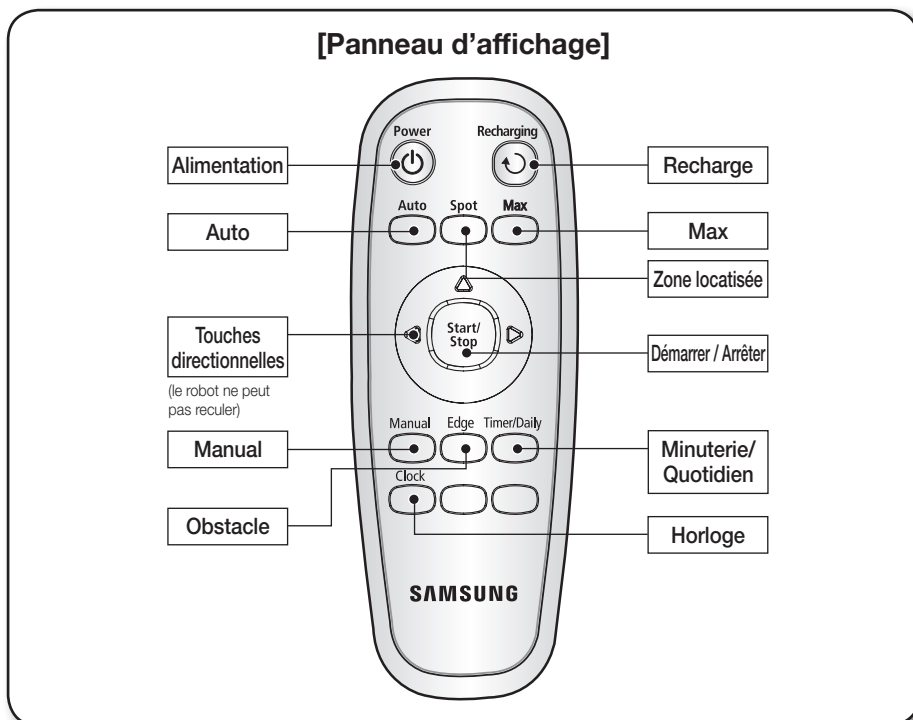 [Panneau d'affichage]
Power
Recharging
Alimentation
Recharge
Auto
Spot
Max
Auto
Max
Zone locatisée
Touches
directionnelles
(le robot ne peut
pas reculer)
Start/
Stop
Démarrer / Arrêter
Manual
Edge
Timer/Daily
Manual
Minuterie/
Quotidien
Clock
Obstacle
Horloge
SAMSUNG